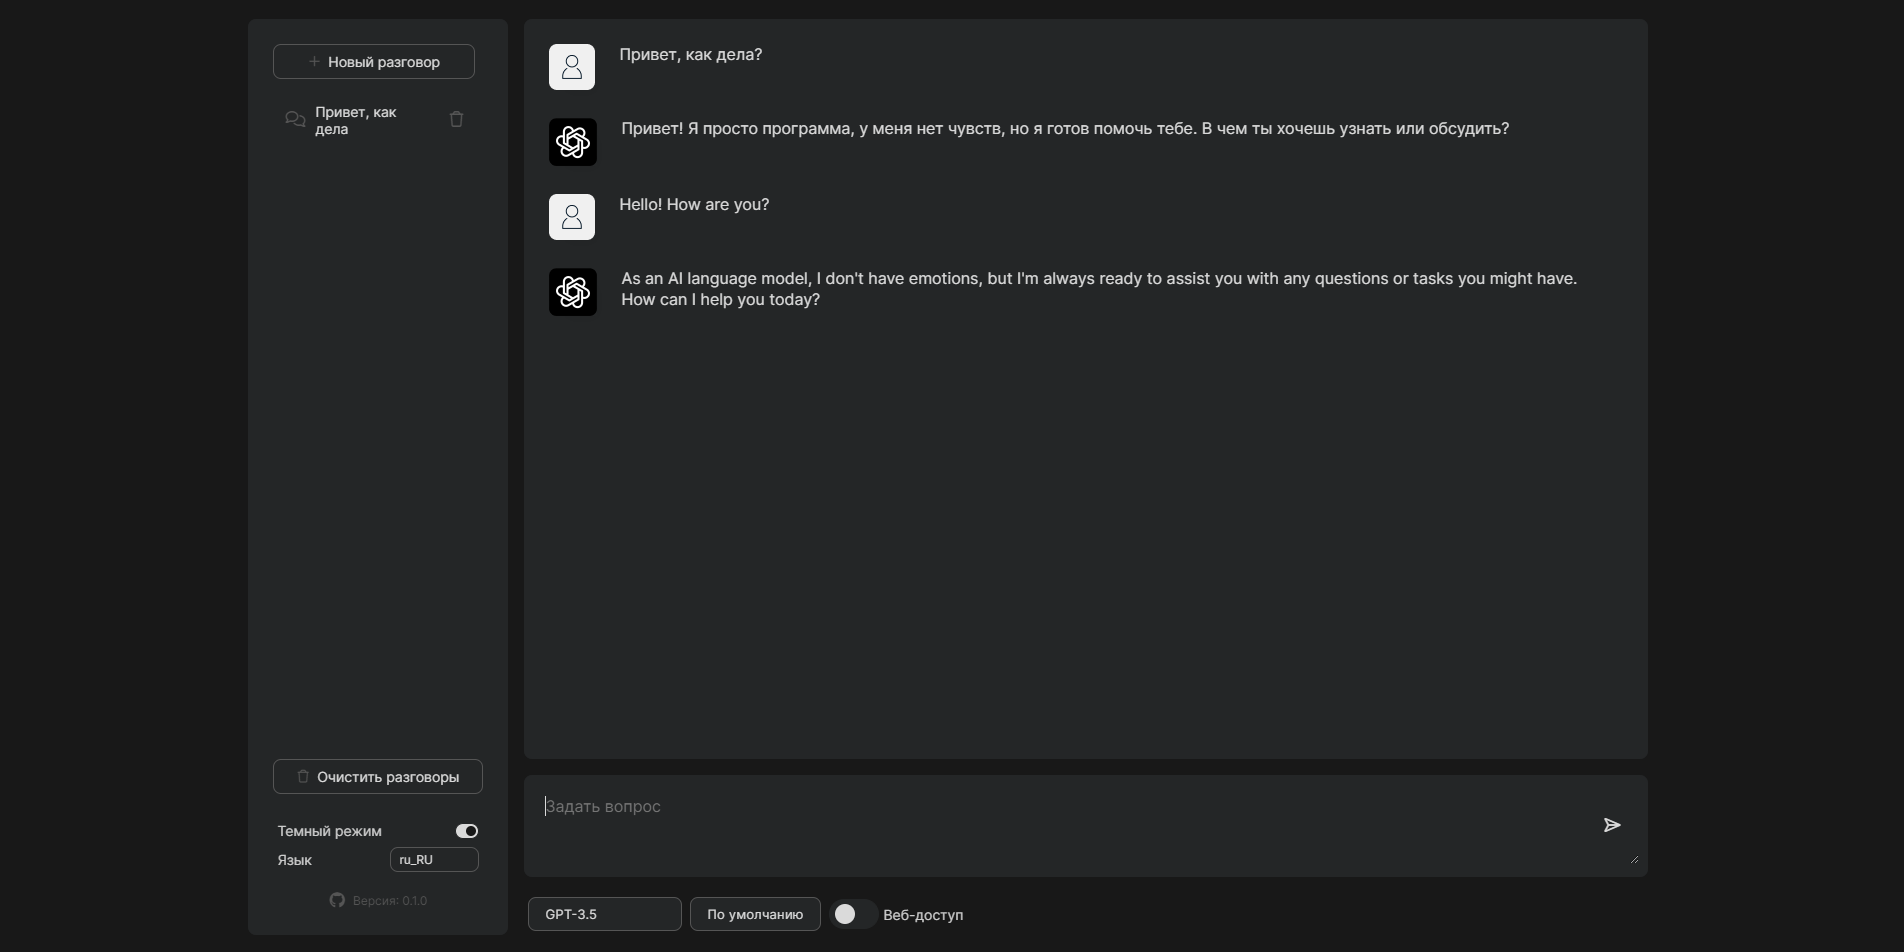 Новый разговор
Привет, как
дела
Очистить разговоры
Темный режим
Язык
ru_RU
Версия: 0.1.0
Привет, как дела?
Привет! Я просто программа, у меня нет чувств, но я готов помочь тебе. В чем ты хочешь узнать или обсудить?
Hello! How are you?
As an AI language model, I don't have emotions, but I'm always ready to assist you with any questions or tasks you might have.
How can I help you today?
Задать вопрос
GPT-3.5
По умолчанию
Веб-доступ